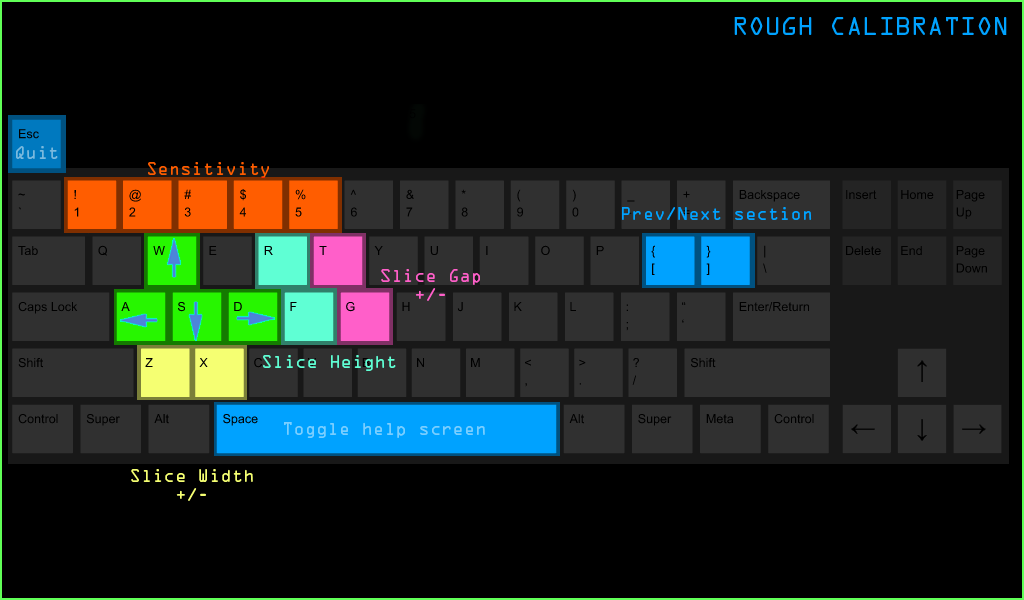 ROUGH CALIBRATION
Esc
Quit
Sensitivity
~ ! @ # $ % ^ & * ( ) _ + Backspace Insert Home Page
` 1 2 3 4 5 6 7 8 9 0 Up
Prev/Next section
Tab Q W E R T Y U I O P { } | Delete End Page
[ ] \ Down
Slice Gap
+/-
Caps Lock A S D F G H J K L : " Enter/Return
; '
Slice Height
Shift Z X C N M < > ? Shift ↑
, . /
Control Super Alt Space Alt Super Meta Control ← ↓ →
Toggle help screen
Slice Width
+/-